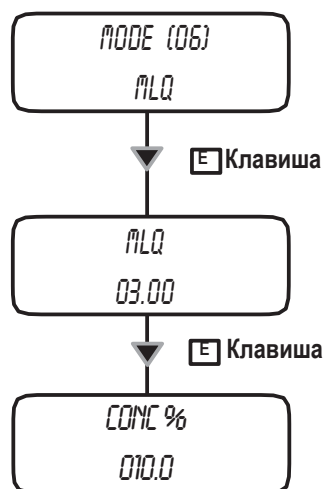 MODE (06)
MLQ
E Клавиша
MLQ
03.00
E Клавиша
CONC %
010.0